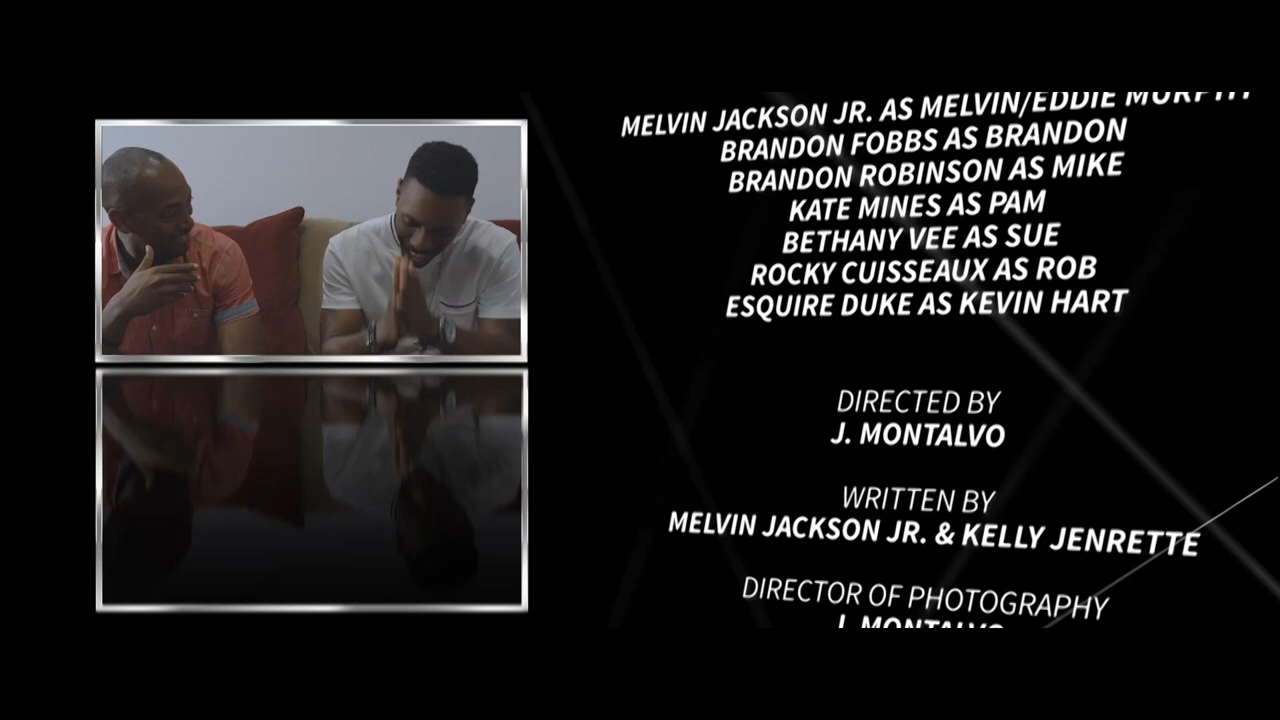 MELVIN JACKSON JR. AS MELVIN/EDDIE MURPHY
BRANDON FOBBS AS BRANDON
BRANDON ROBINSON AS MIKE
KATE MINES AS PAM
BETHANY VEE AS SUE
ROCKY CUISSEAUX AS ROB
ESQUIRE DUKE AS KEVIN HART
DIRECTED BY
J. MONTALVO
WRITTEN BY
MELVIN JACKSON JR. & KELLY JENRETTE
DIRECTOR OF PHOTOGRAPHY
J. MONTALVO